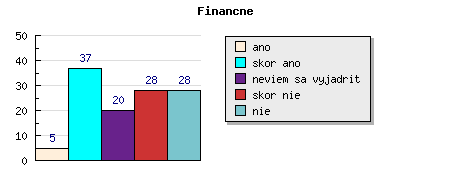 Financne
50
40
30
20
10
0
5
37
20
28
28
ano
skor ano
neviem sa vyjadrit
skor nie
nie